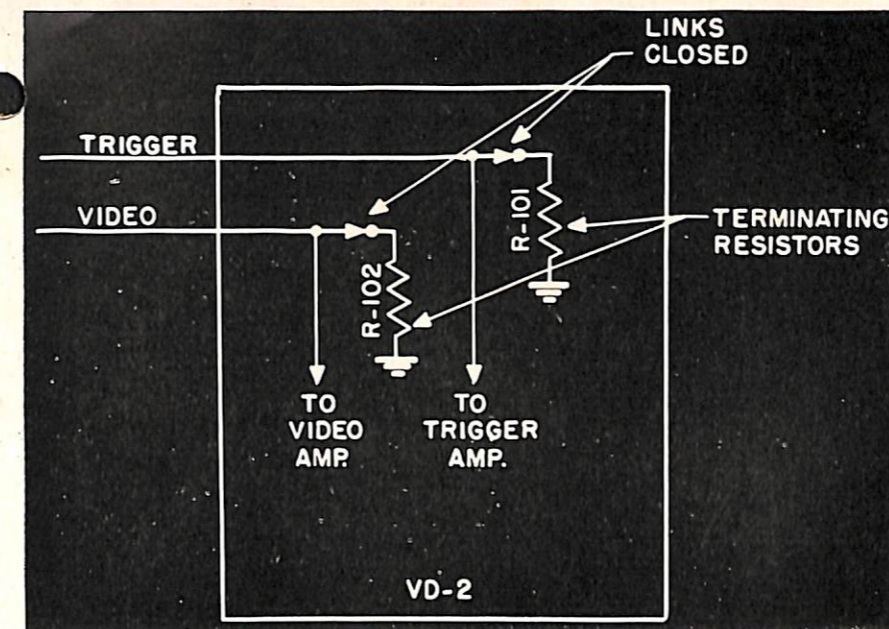 LINKS
CLOSED
TRIGGER
VIDEO
R-101
TERMINATING
RESISTORS
R-102
TO
VIDEO
AMP.
TO
TRIGGER
AMP.
VD-2